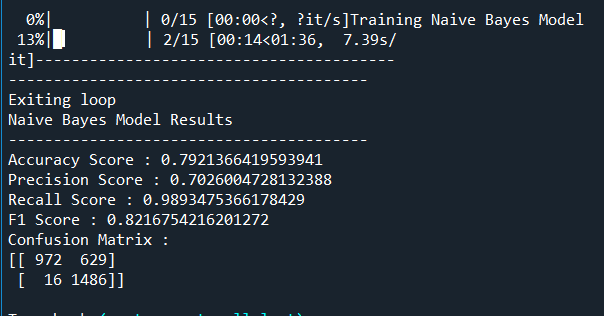 0%| | 0/15 [00:00<?, ?it/s]Training Naive Bayes Model
13%|█ | 2/15 [00:14<01:36, 7.39s/
it]----------------------------------------
----------------------------------------
Exiting loop
Naive Bayes Model Results
----------------------------------------
Accuracy Score : 0.7921366419593941
Precision Score : 0.7026004728132388
Recall Score : 0.9893475366178429
F1 Score : 0.8216754216201272
Confusion Matrix :
[[ 972 629]
[ 16 1486]]